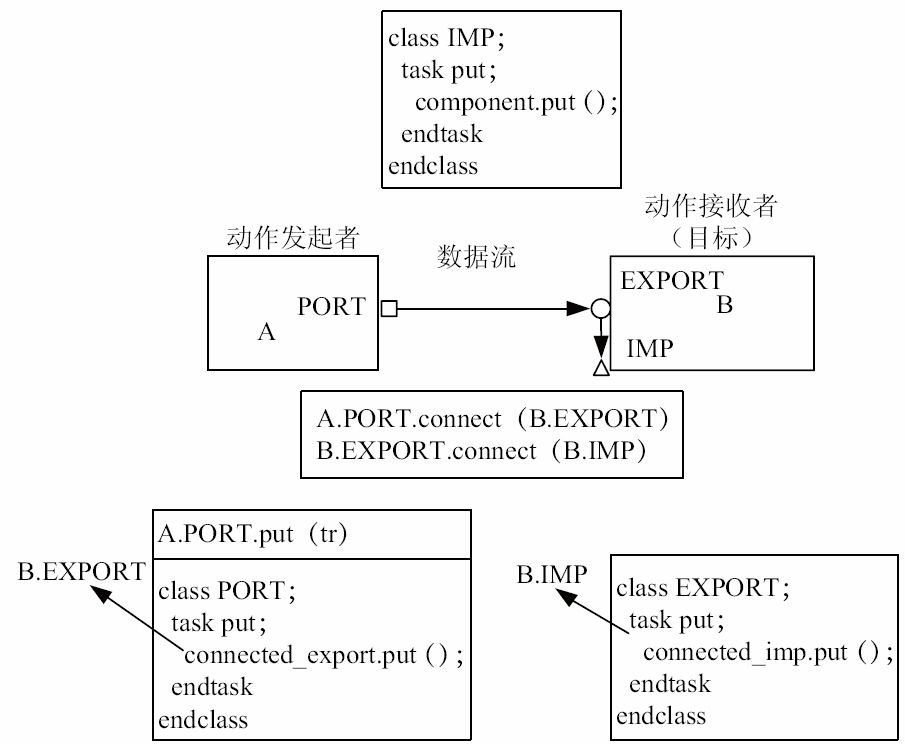 class IMP;
task put;
component.put ();
endtask
endclass
动作发起者
数据流
动作接收者
（目标）
PORT
A
EXPORT
B
IMP
A.PORT.connect（B.EXPORT）
B.EXPORT.connect（B.IMP）
A.PORT.put（tr）
B.EXPORT
class PORT;
task put;
connected_export.put ();
endtask
endclass
B.IMP
class EXPORT;
task put;
connected_imp.put ();
endtask
endclass